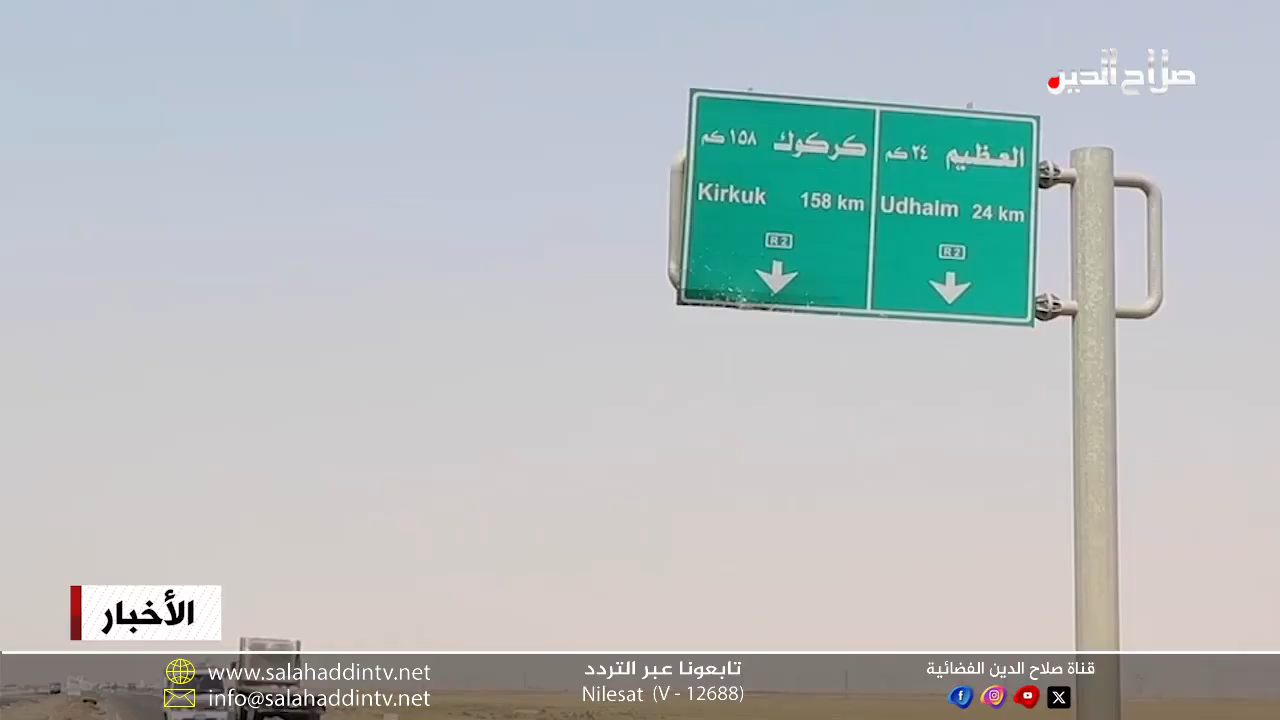 صلاح الدين
كركوك ١٥٨ كم
Kirkuk 158 km
R2
العظيم ٢٤ كم
Udhalm 24 km
R2
الأخبار
www.salahaddintv.net
info@salahaddintv.net
تابعونا عبر التردد
Nilesat (V - 12688)
قناة صلاح الدين الفضائية